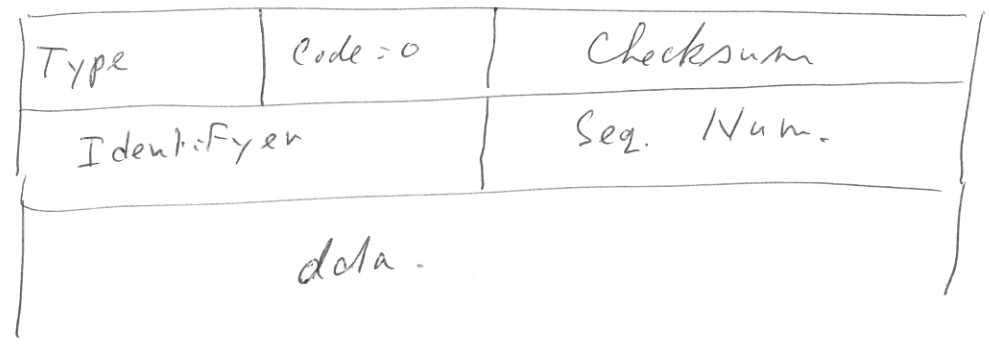 Type Code=0 Checksum
Identifyer Seq. Num.
data.